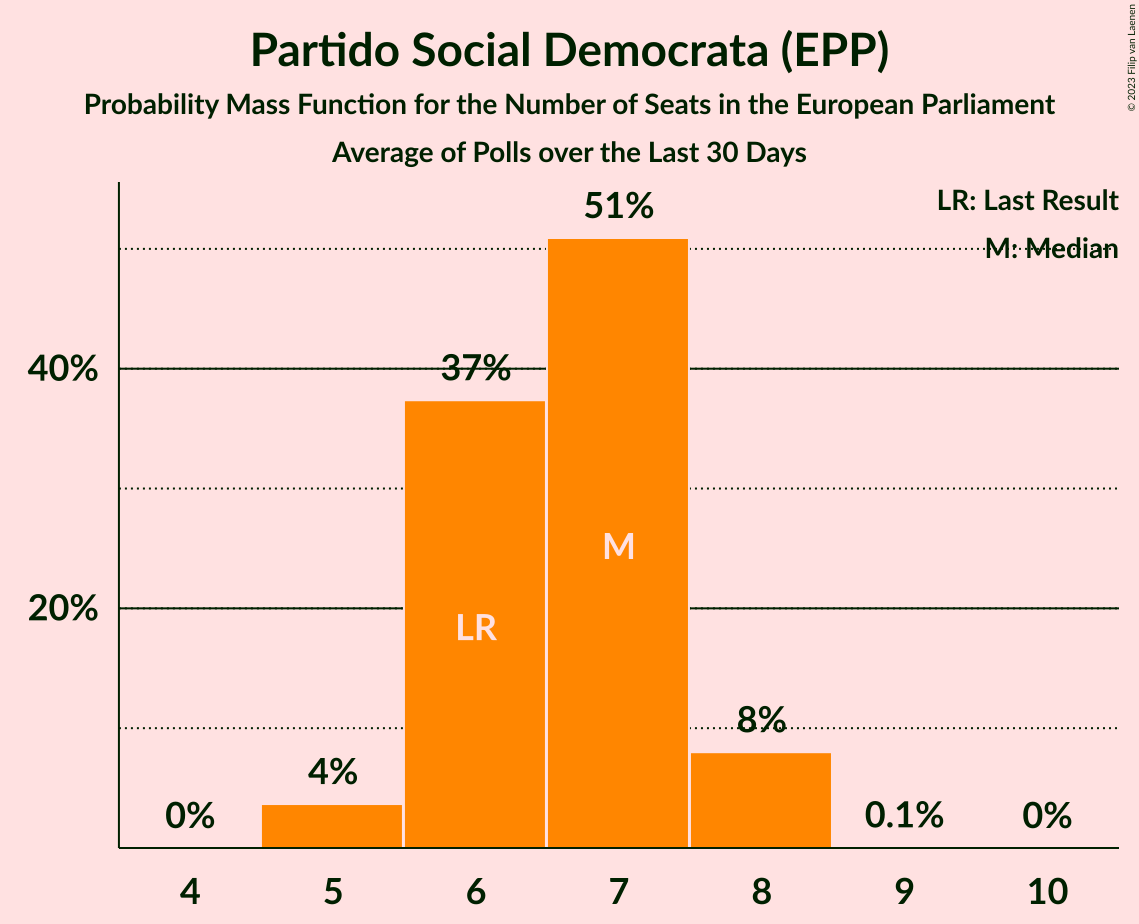 Partido Social Democrata (EPP)
Probability Mass Function for the Number of Seats in the European Parliament
Average of Polls over the Last 30 Days
© 2023 Filip van Laenen
LR: Last Result
M: Median
51%
40%
37%
M
20%
LR
8%
4%
0%
0.1%
0%
4 5 6 7 8 9 10